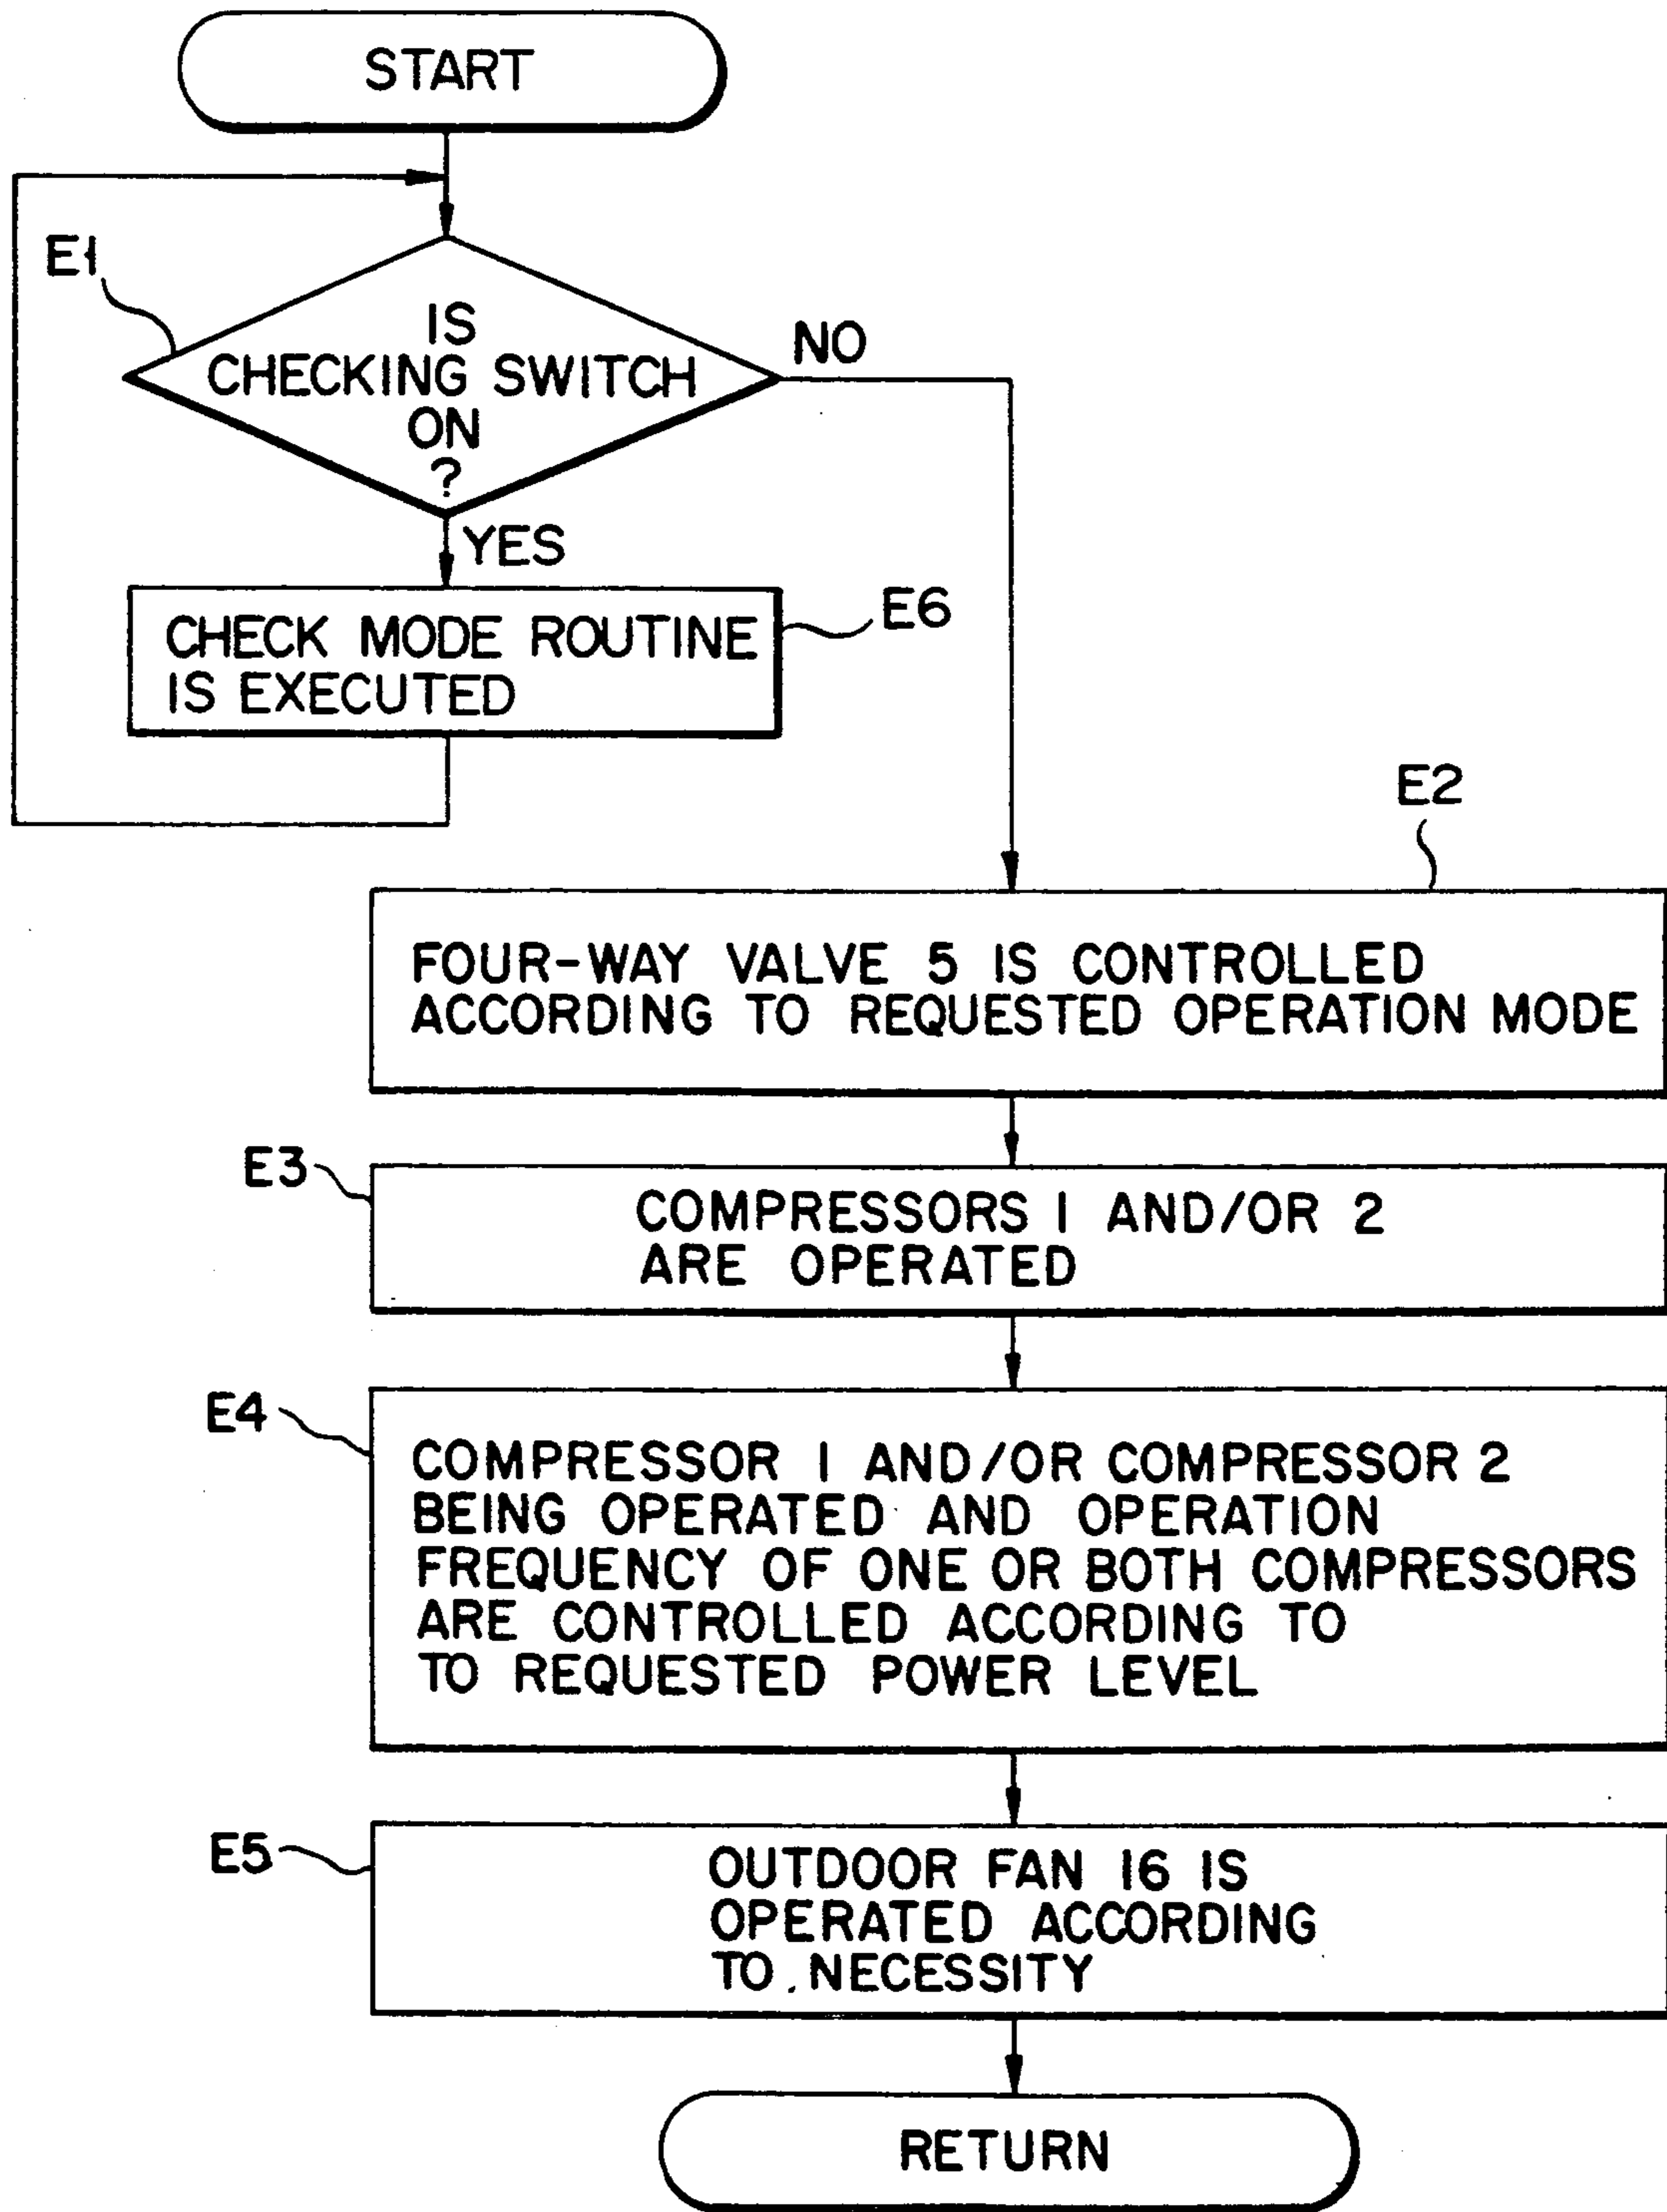 START
E1
IS
CHECKING SWITCH
ON
?
NO
YES
CHECK MODE ROUTINE
IS EXECUTED
E6
E2
FOUR-WAY VALVE 5 IS CONTROLLED
ACCORDING TO REQUESTED OPERATION MODE
E3
COMPRESSORS 1 AND/OR 2
ARE OPERATED
E4
COMPRESSOR 1 AND/OR COMPRESSOR 2
BEING OPERATED AND OPERATION
FREQUENCY OF ONE OR BOTH COMPRESSORS
ARE CONTROLLED ACCORDING TO
TO REQUESTED POWER LEVEL
E5
OUTDOOR FAN 16 IS
OPERATED ACCORDING
TO NECESSITY
RETURN